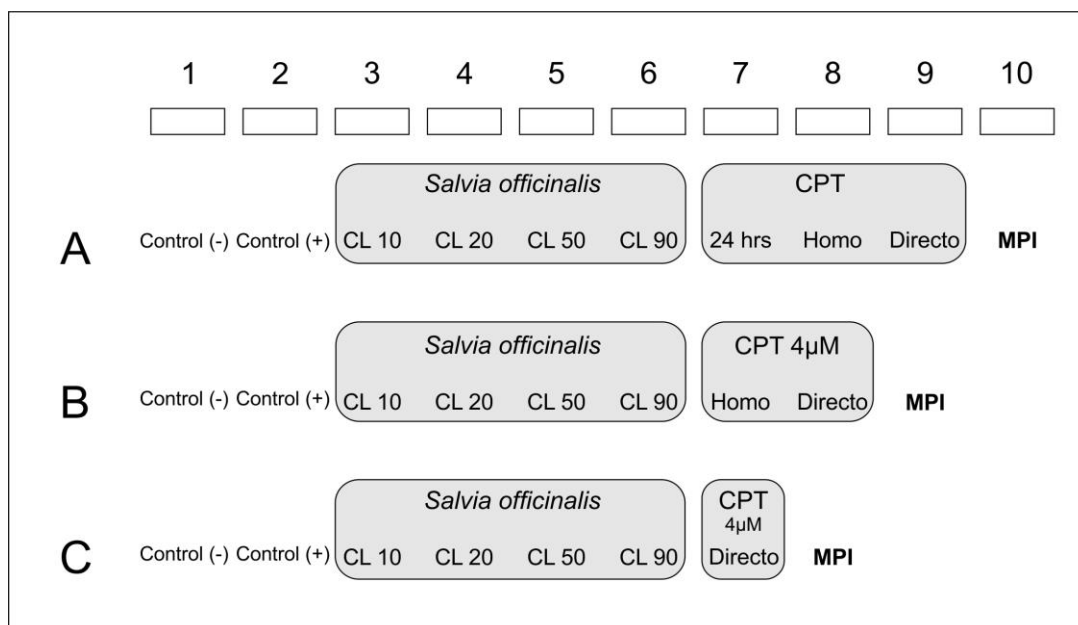 1 2 3 4 5 6 7 8 9 10
Salvia officinalis CPT
A Control (-) Control (+) CL 10 CL 20 CL 50 CL 90 24 hrs Homo Directo MPI
Salvia officinalis CPT 4µM
B Control (-) Control (+) CL 10 CL 20 CL 50 CL 90 Homo Directo MPI
Salvia officinalis CPT
4µM
C Control (-) Control (+) CL 10 CL 20 CL 50 CL 90 Directo MPI